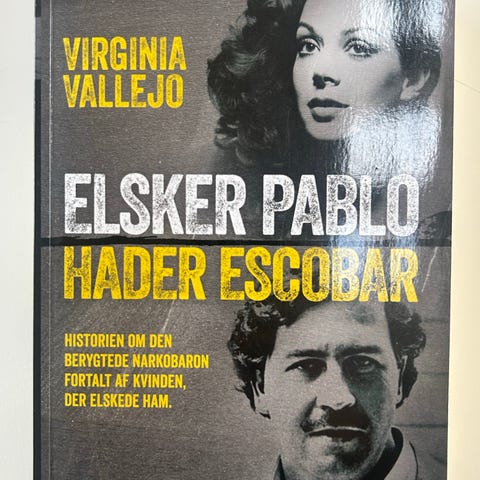 VIRGINIA
VALLEJO
ELSKER PABLO
HADER ESCOBAR
HISTORIEN OM DEN
BERYGTEDE NARKOBARON
FORTALT AF KVINDEN,
DER ELSKEDE HAM.